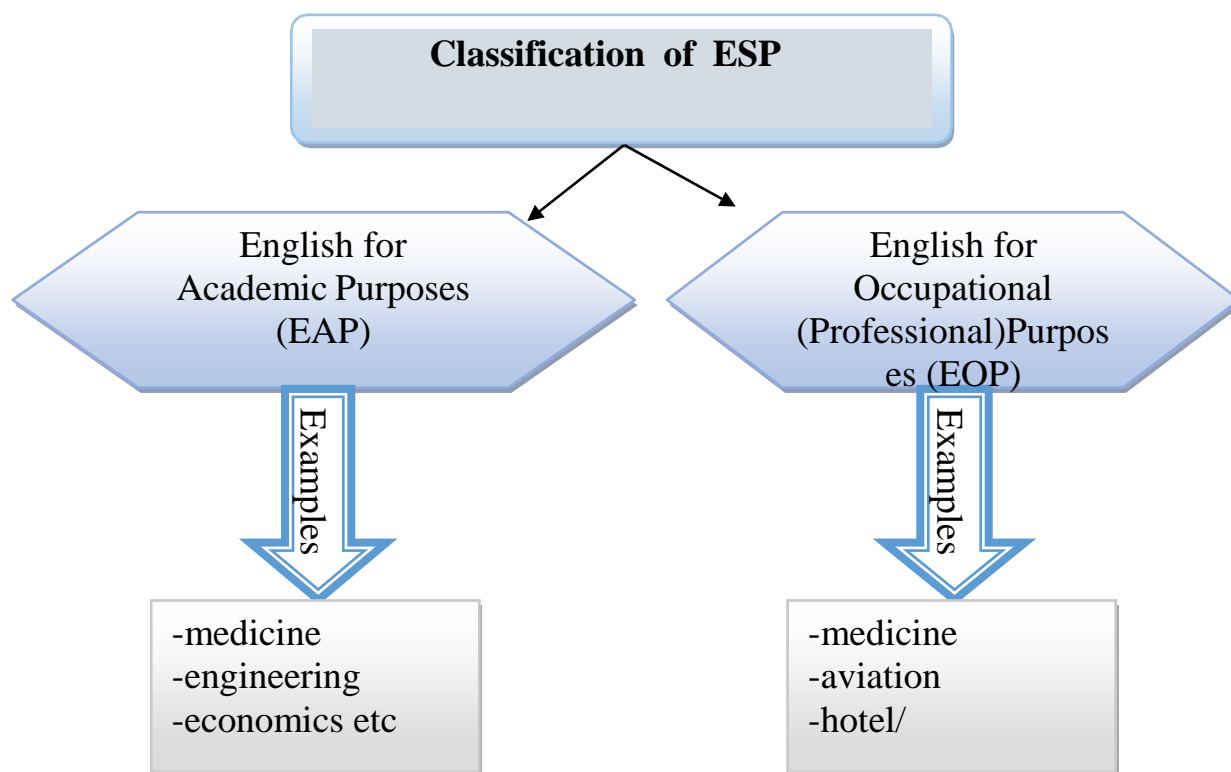 Classification of ESP
English for
Academic Purposes
(EAP)
English for
Occupational
(Professional)Purpos
es (EOP)
Examples
Examples
-medicine
-engineering
-economics etc
-medicine
-aviation
-hotel/